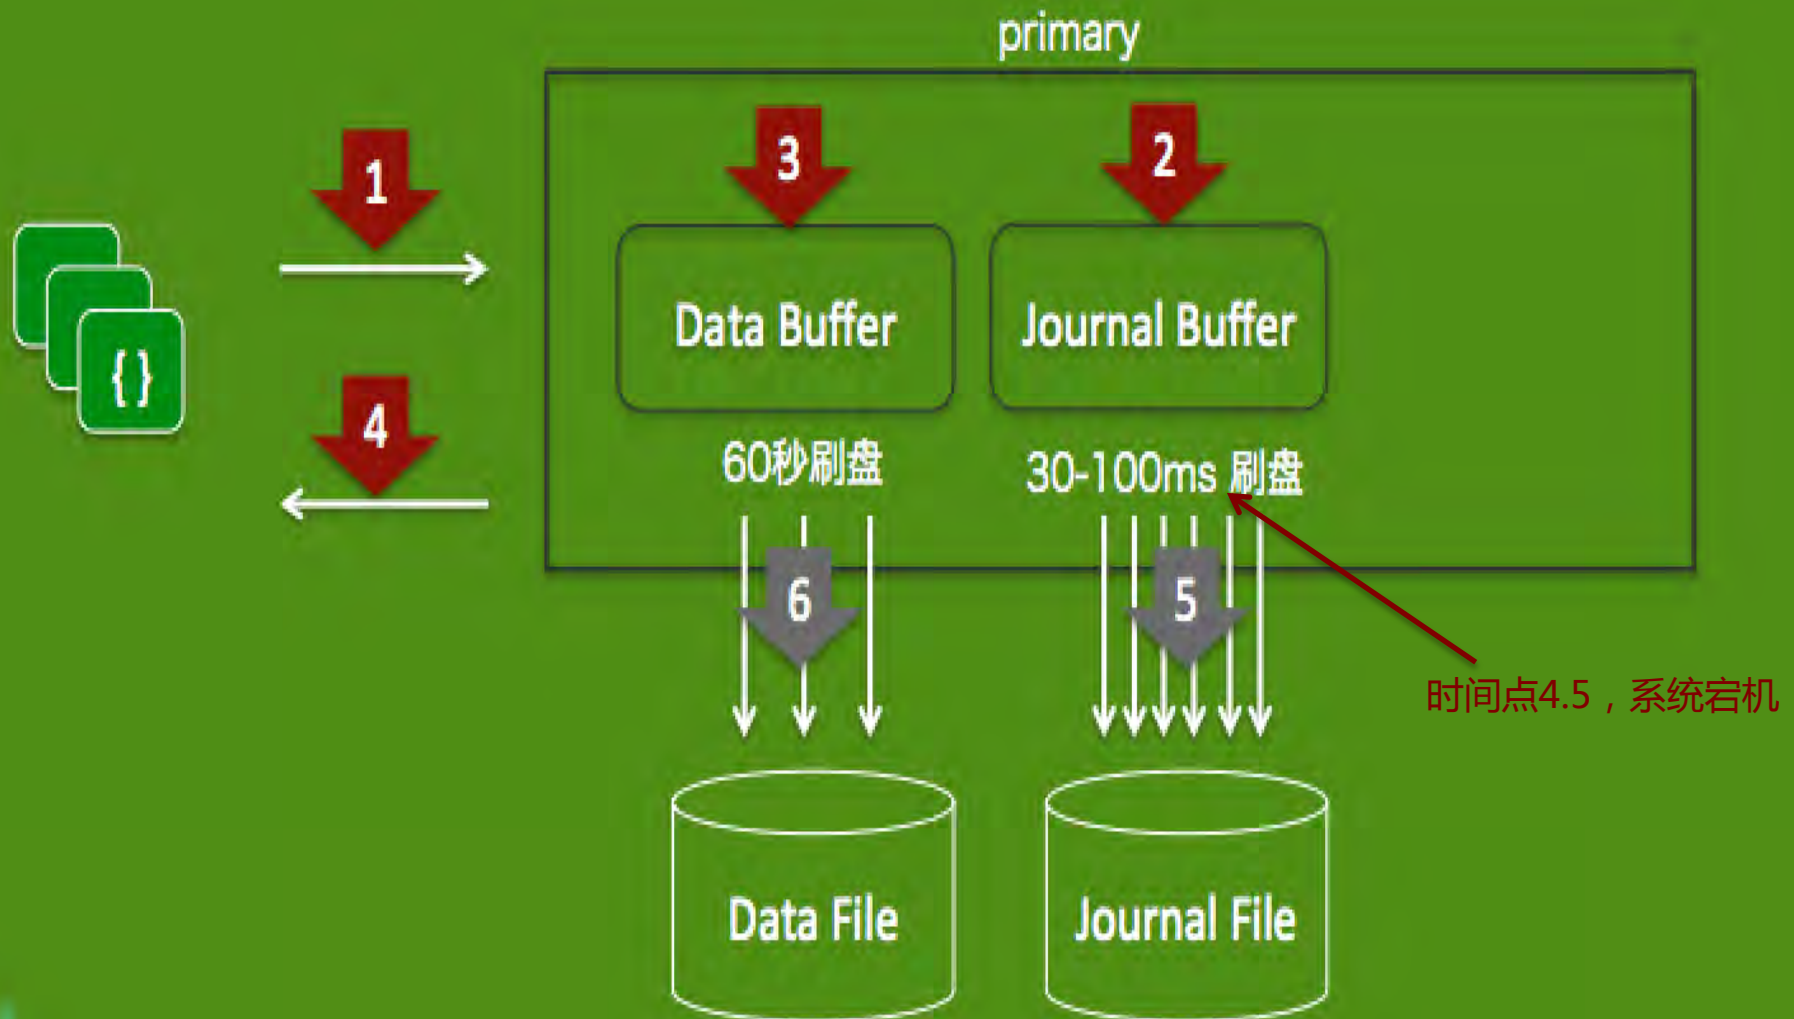 primary
1
3
2
{ }
Data Buffer
Journal Buffer
4
60秒刷盘
30-100ms 刷盘
6
5
时间点4.5，系统宕机
Data File
Journal File